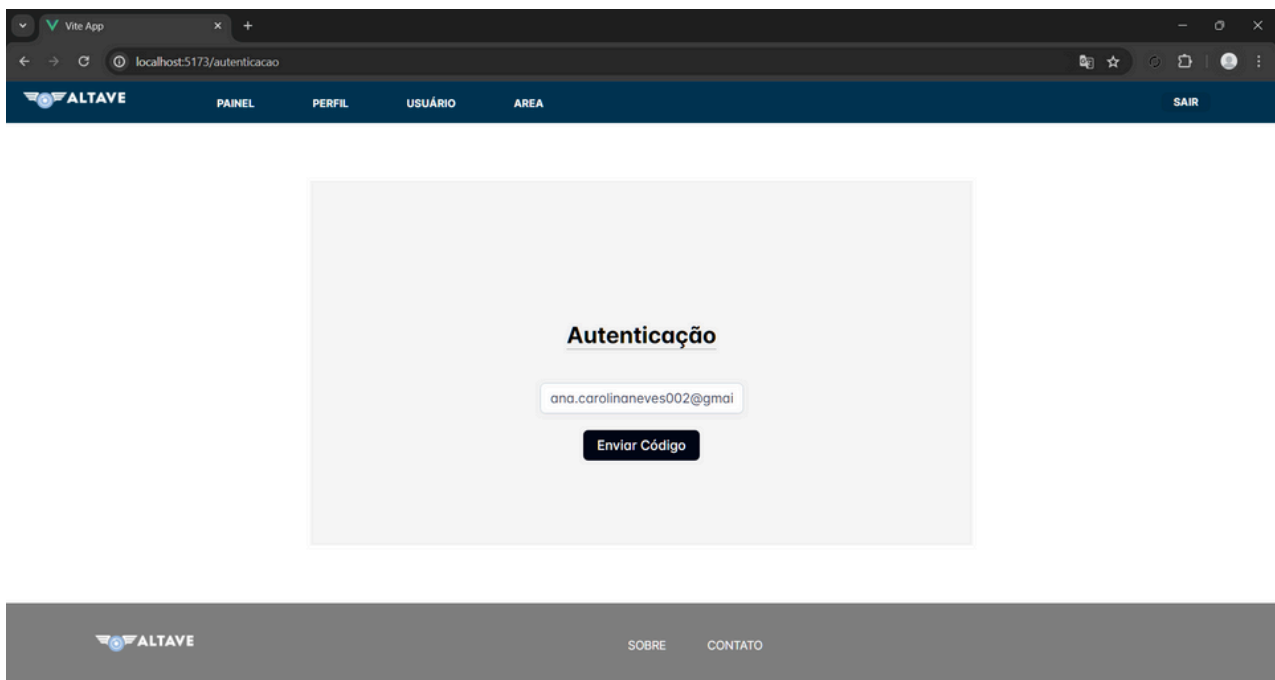 Vite App
localhost:5173/autenticacao
ALTAVE PAINEL PERFIL USUÁRIO AREA SAIR
Autenticação
ana.carolinaneves002@gmai
Enviar Código
ALTAVE SOBRE CONTATO